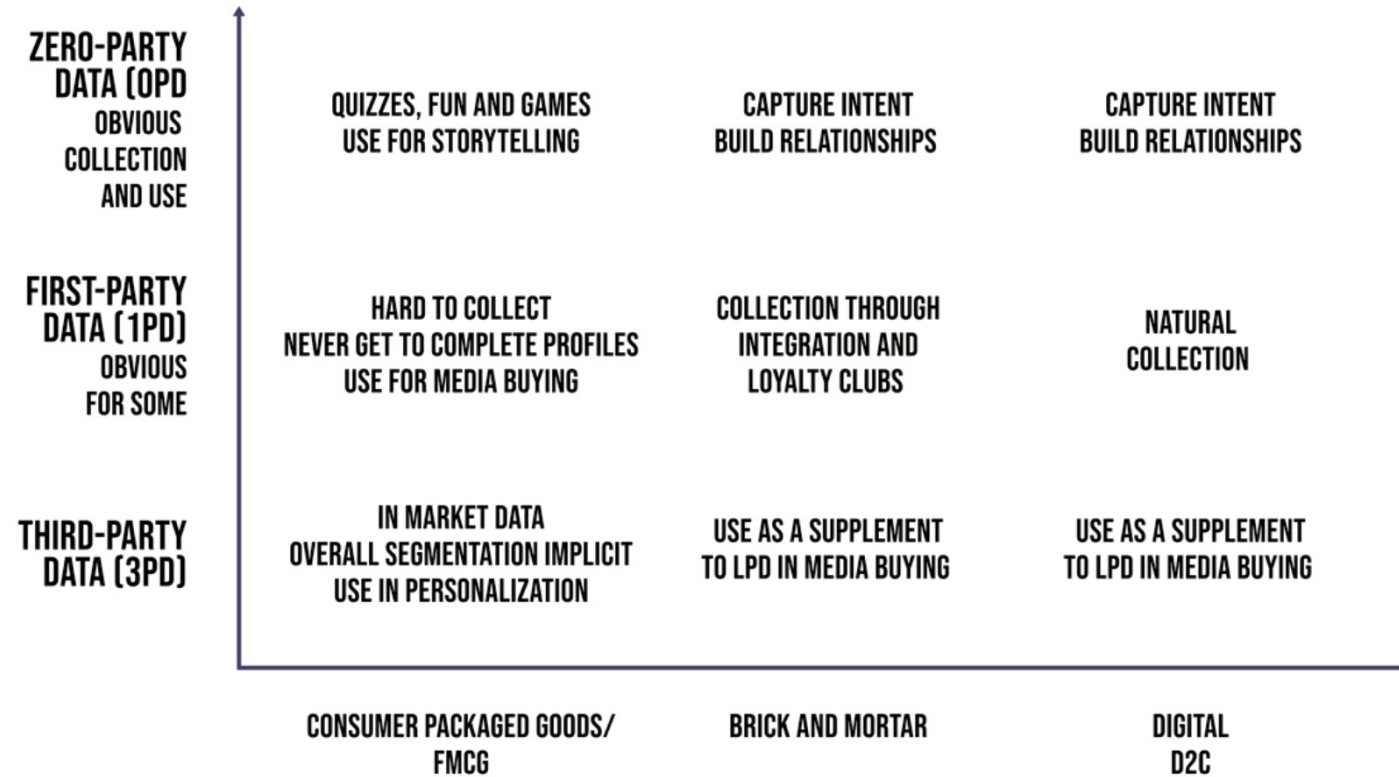 ZERO-PARTY
DATA (0PD
OBVIOUS
COLLECTION
AND USE
QUIZZES, FUN AND GAMES
USE FOR STORYTELLING
CAPTURE INTENT
BUILD RELATIONSHIPS
CAPTURE INTENT
BUILD RELATIONSHIPS
FIRST-PARTY
DATA (1PD)
OBVIOUS
FOR SOME
HARD TO COLLECT
NEVER GET TO COMPLETE PROFILES
USE FOR MEDIA BUYING
COLLECTION THROUGH
INTEGRATION AND
LOYALTY CLUBS
NATURAL
COLLECTION
THIRD-PARTY
DATA (3PD)
IN MARKET DATA
OVERALL SEGMENTATION IMPLICIT
USE IN PERSONALIZATION
USE AS A SUPPLEMENT
TO LPD IN MEDIA BUYING
USE AS A SUPPLEMENT
TO LPD IN MEDIA BUYING
CONSUMER PACKAGED GOODS/
FMCG
BRICK AND MORTAR
DIGITAL
D2C